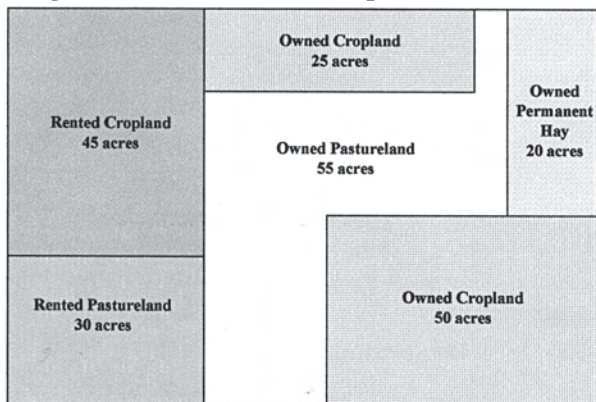 Owned Cropland
25 acres
Owned
Permanent
Hay
20 acres
Rented Cropland
45 acres
Owned Pastureland
55 acres
Rented Pastureland
30 acres
Owned Cropland
50 acres